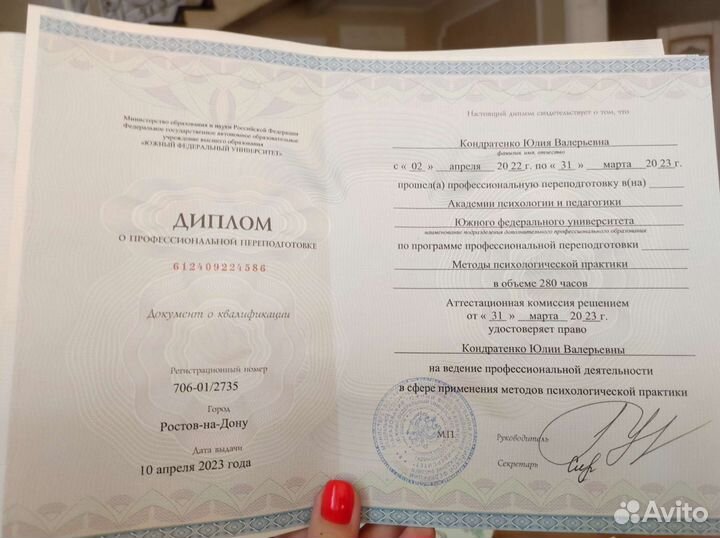 Министерство образования и науки Российской Федерации
Федеральное государственное автономное образовательное
учреждение высшего образования
«ЮЖНЫЙ ФЕДЕРАЛЬНЫЙ УНИВЕРСИТЕТ»
ДИПЛОМ
О ПРОФЕССИОНАЛЬНОЙ ПЕРЕПОДГОТОВКЕ
612409224586
Документ о квалификации
Регистрационный номер
706-01/2735
Город
Ростов-на-Дону
Дата выдачи
10 апреля 2023 года
Настоящий диплом свидетельствует о том, что
Кондратенко Юлия Валерьевна
фамилия, имя, отчество
с « 02 » апреля 20 22 г. по « 31 » марта 20 23 г.
прошел(а) профессиональную переподготовку в(на)
Академии психологии и педагогики
Южного федерального университета
наименование подразделения дополнительного профессионального образования
по программе профессиональной переподготовки
Методы психологической практики
в объеме 280 часов
Аттестационная комиссия решением
от « 31 » марта 20 23 г.
удостоверяет право
Кондратенко Юлии Валерьевны
на ведение профессиональной деятельности
в сфере применения методов психологической практики
М.П.
Руководитель
Секретарь
Avito